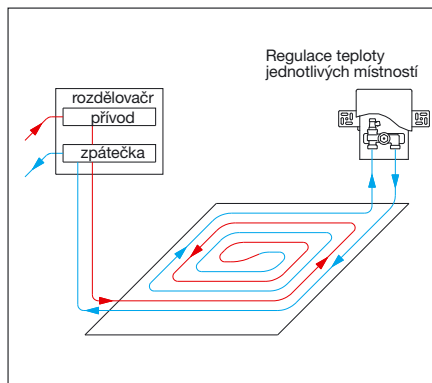 Regulace teploty
jednotlivých místností
rozdělovačr
přívod
zpátečka